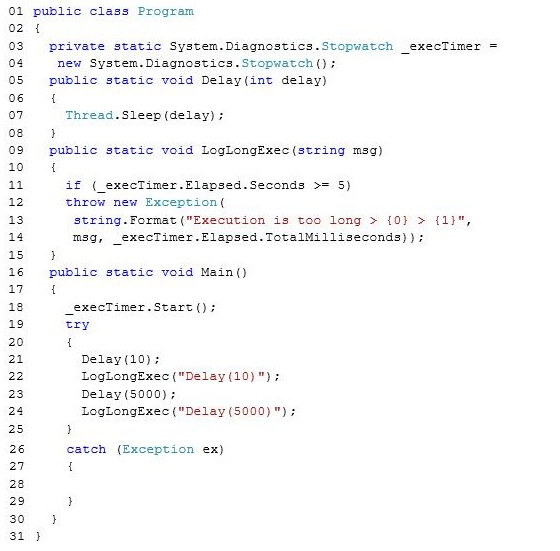 01 public class Program
02 {
03   private static System.Diagnostics.Stopwatch _execTimer =
04    new System.Diagnostics.Stopwatch();
05   public static void Delay(int delay)
06   {
07     Thread.Sleep(delay);
08   }
09   public static void LogLongExec(string msg)
10   {
11     if (_execTimer.Elapsed.Seconds >= 5)
12     throw new Exception(
13      string.Format("Execution is too long > {0} > {1}",
14      msg, _execTimer.Elapsed.TotalMilliseconds));
15   }
16   public static void Main()
17   {
18     _execTimer.Start();
19     try
20     {
21       Delay(10);
22       LogLongExec("Delay(10)");
23       Delay(5000);
24       LogLongExec("Delay(5000)");
25     }
26     catch (Exception ex)
27     {
28
29     }
30   }
31 }